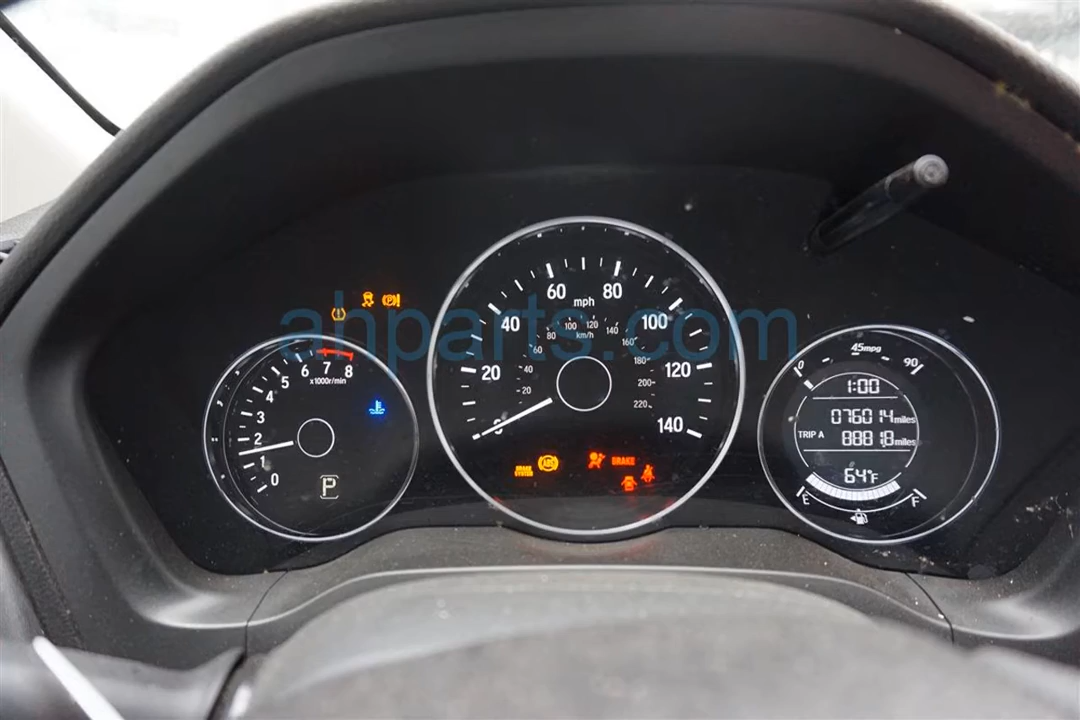 ahparts.com
0 1 2 3 4 5 6 7 8
x1000r/min
P
0 20 40 60 80 100 120 140
mph
20 40 60 80 100 120 140 160 180 200 220
km/h
BRAKE
SYSTEM
ABS
BRAKE
45mpg
0 90
1:00
076014 miles
TRIP A 888 1.8 miles
64°F
E F